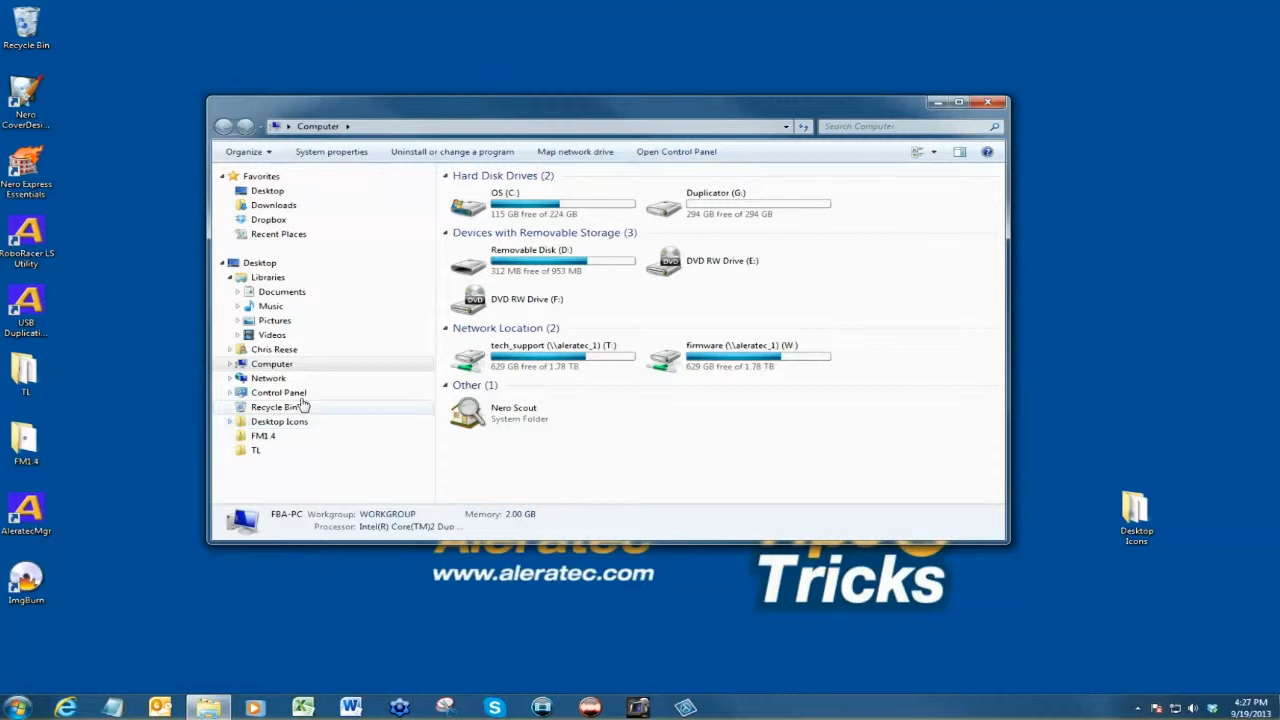 Recycle Bin
Nero
CoverDesi...
Nero Express
Essentials
RoboRacer LS
Utility
USB
Duplicati...
TL
FM1.4
AleratecMgr
ImgBurn
Computer
Search Computer
Organize
System properties
Uninstall or change a program
Map network drive
Open Control Panel
Favorites
Desktop
Downloads
Dropbox
Recent Places
Desktop
Libraries
Documents
Music
Pictures
Videos
Chris Reese
Computer
Network
Control Panel
Recycle Bin
Desktop Icons
FM1.4
TL
Hard Disk Drives (2)
OS (C:)
115 GB free of 224 GB
Duplicator (G:)
294 GB free of 294 GB
Devices with Removable Storage (3)
Removable Disk (D:)
312 MB free of 953 MB
DVD RW Drive (E:)
DVD RW Drive (F:)
Network Location (2)
tech_support (\\aleratec_1) (T:)
629 GB free of 1.78 TB
firmware (\\aleratec_1) (W:)
629 GB free of 1.78 TB
Other (1)
Nero Scout
System Folder
FBA-PC Workgroup: WORKGROUP Memory: 2.00 GB
Processor: Intel(R) Core(TM)2 Duo ...
Aleratec
www.aleratec.com
Tricks
Desktop
Icons
4:27 PM
9/19/2013